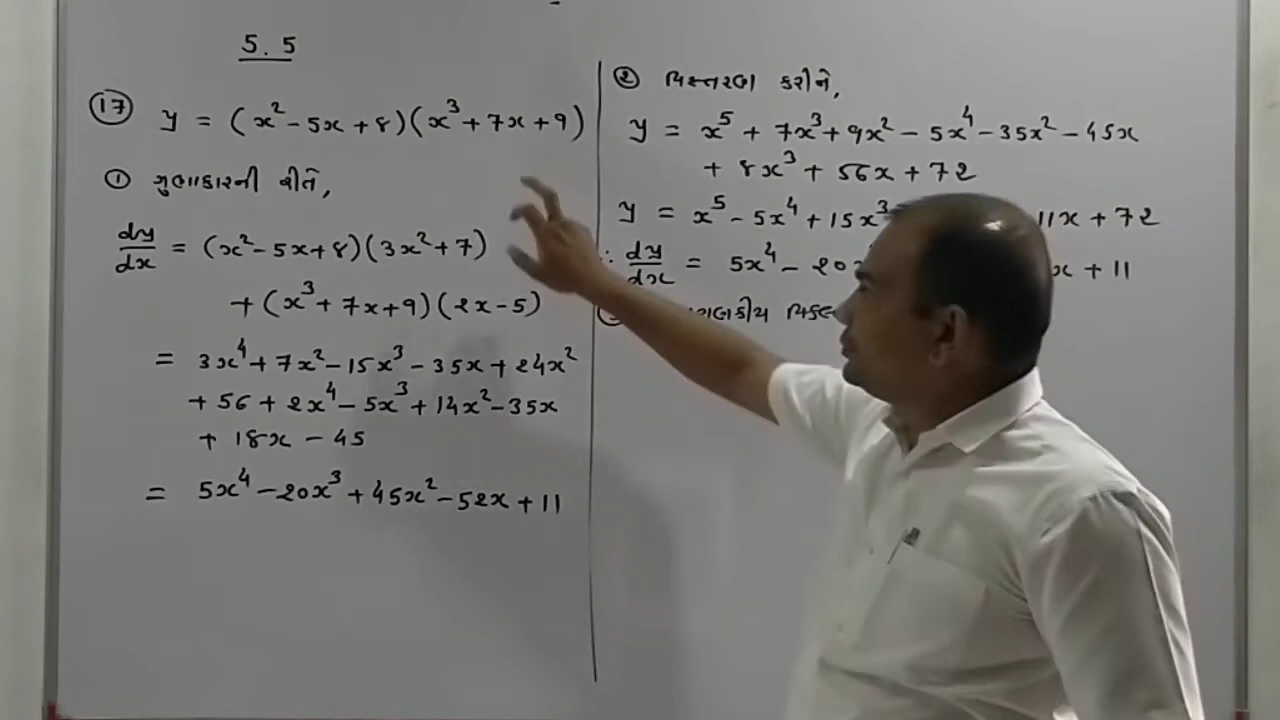 5.5
(17) y = (x² - 5x + 8)(x³ + 7x + 9)
① ગુણાકારની રીતે,
dy/dx = (x² - 5x + 8)(3x² + 7)
+ (x³ + 7x + 9)(2x - 5)
= 3x⁴ + 7x² - 15x³ - 35x + 24x²
+ 56 + 2x⁴ - 5x³ + 14x² - 35x
+ 18x - 45
= 5x⁴ - 20x³ + 45x² - 52x + 11
② વિસ્તરણ કરીને,
y = x⁵ + 7x³ + 9x² - 5x⁴ - 35x² - 45x
+ 8x³ + 56x + 72
y = x⁵ - 5x⁴ + 15x³ 11x + 72
∴ dy/dx = 5x⁴ - 20x x + 11